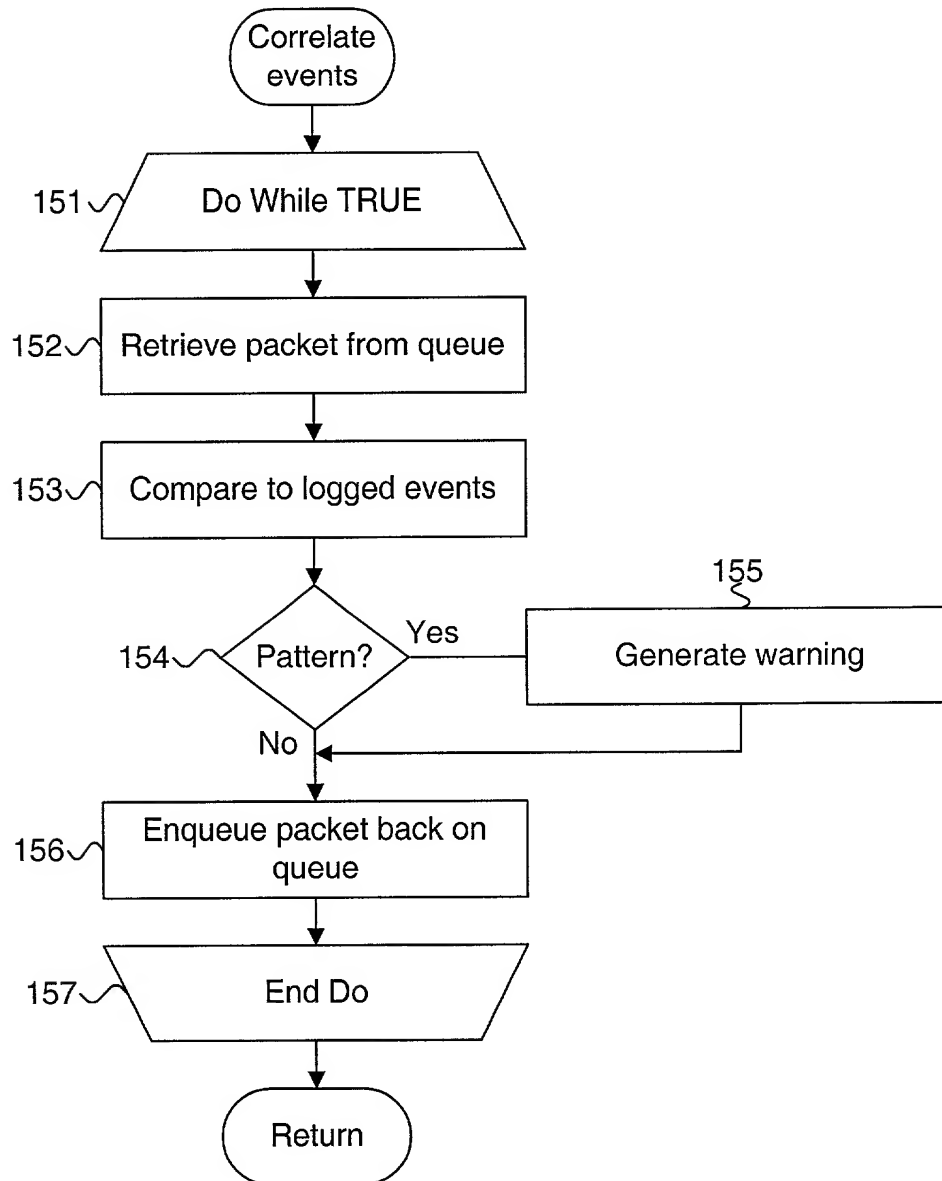 Correlate
events
151
Do While TRUE
152
Retrieve packet from queue
153
Compare to logged events
155
154
Pattern?
Yes
Generate warning
No
156
Enqueue packet back on
queue
157
End Do
Return